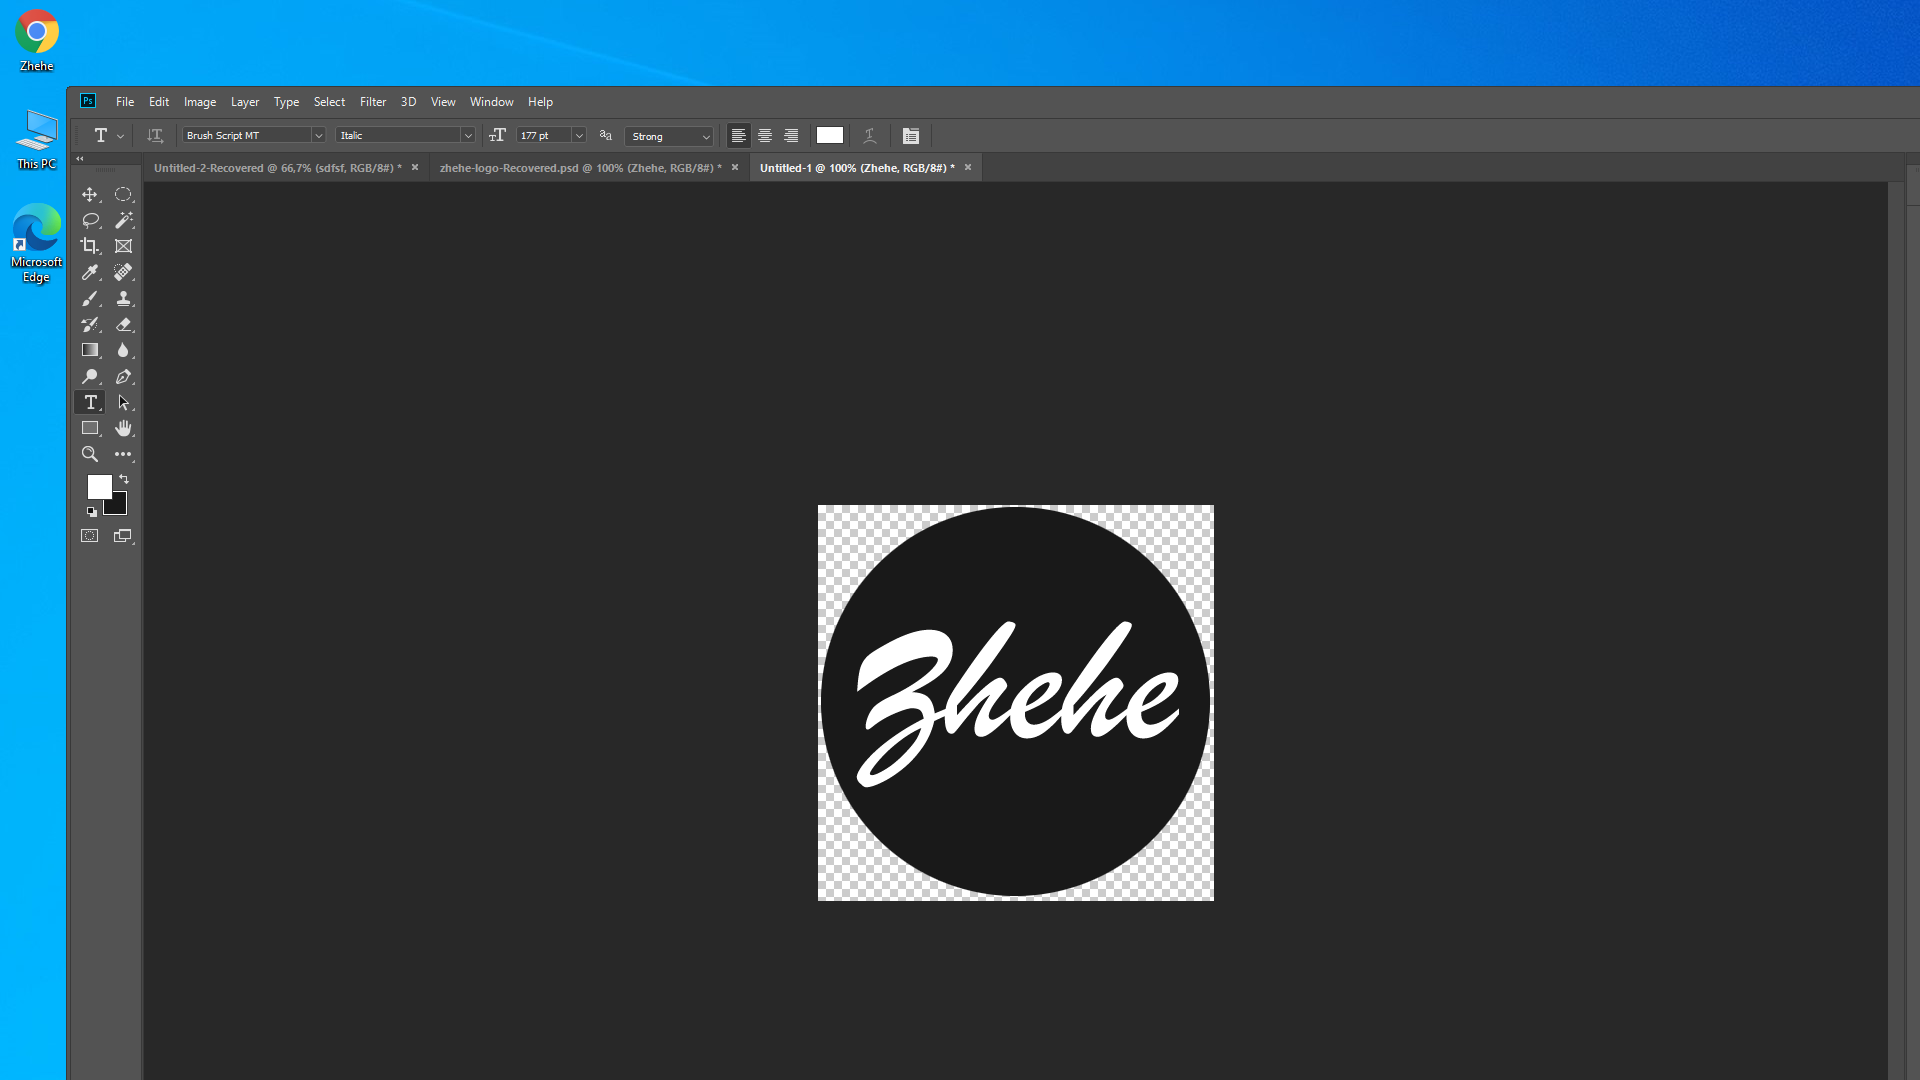 Zhehe
This PC
Microsoft
Edge
Ps File Edit Image Layer Type Select Filter 3D View Window Help
T Brush Script MT Italic 177 pt aa Strong
Untitled-2-Recovered @ 66,7% (sdfsf, RGB/8#) * zhehe-logo-Recovered.psd @ 100% (Zhehe, RGB/8#) * Untitled-1 @ 100% (Zhehe, RGB/8#) *
Zhehe